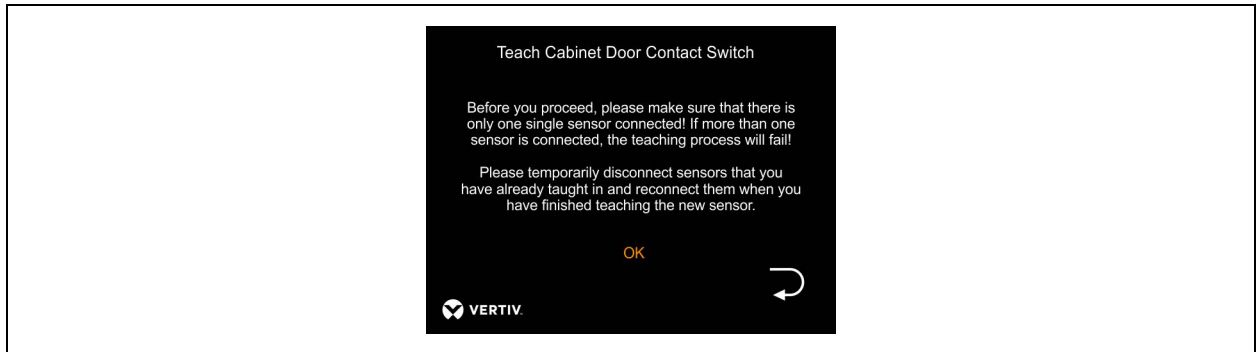 Teach Cabinet Door Contact Switch
Before you proceed, please make sure that there is
only one single sensor connected! If more than one
sensor is connected, the teaching process will fail!
Please temporarily disconnect sensors that you
have already taught in and reconnect them when you
have finished teaching the new sensor.
OK
VERTIV™